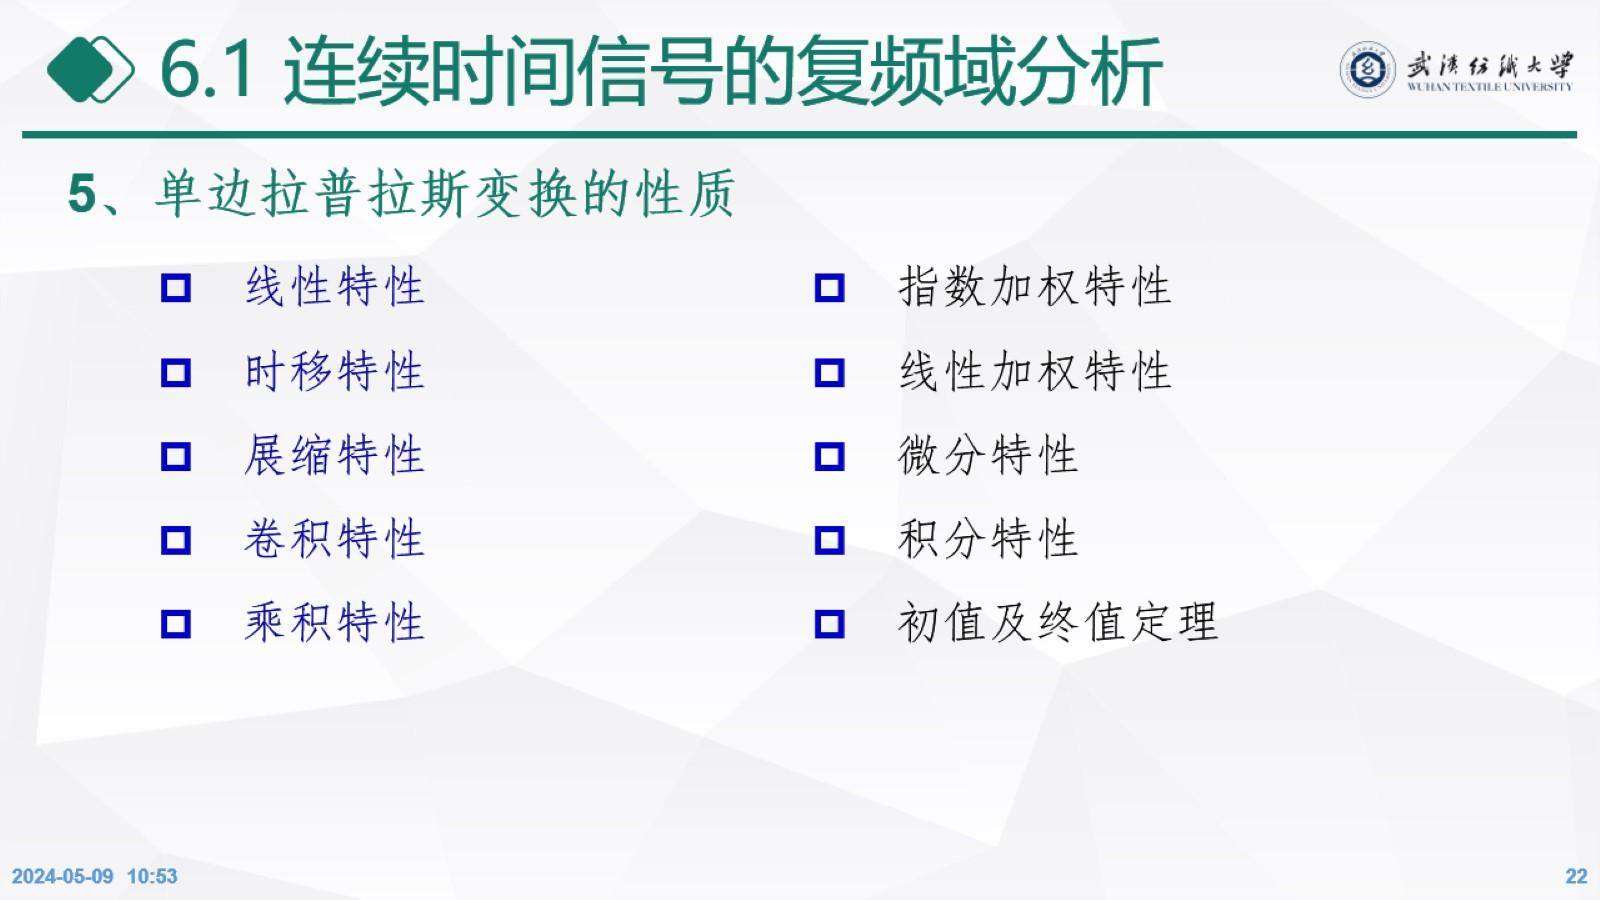 6.1 连续时间信号的复频域分析
武汉纺织大学
WUHAN TEXTILE UNIVERSITY
5、单边拉普拉斯变换的性质
线性特性
时移特性
展缩特性
卷积特性
乘积特性
指数加权特性
线性加权特性
微分特性
积分特性
初值及终值定理
2024-05-09 10:53
22